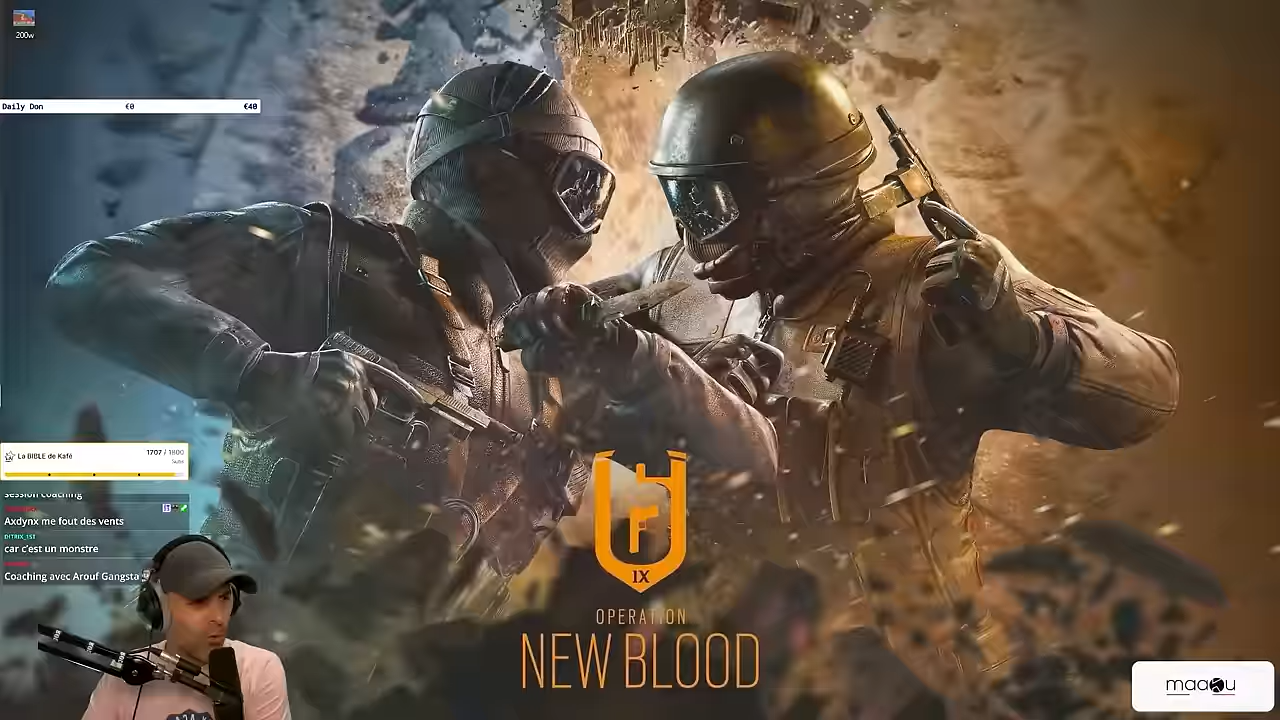 200w
Daily Don €0 €40
La BIBLE de Kafé 1707 / 1800
session coaching
Axdynx me fout des vents
DITRIX_1ST
car c'est un monstre
Coaching avec Arouf Gangsta
IX
OPERATION
NEW BLOOD